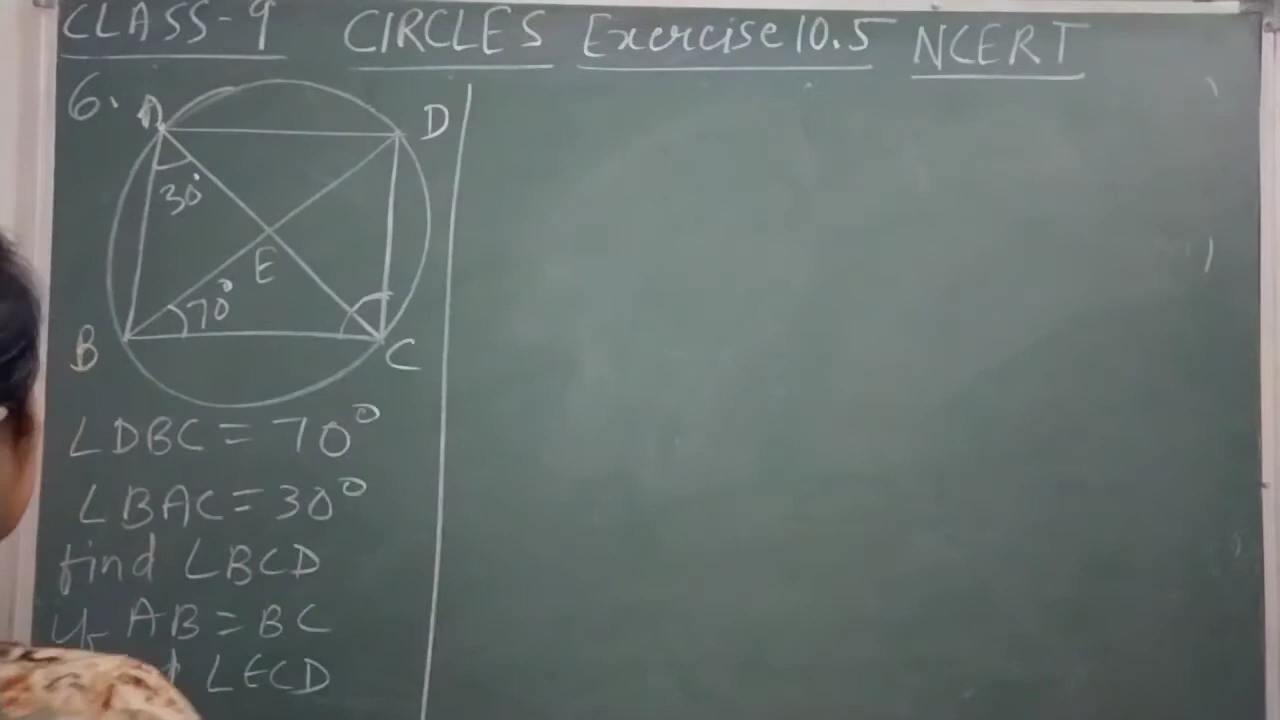 CLASS-9 CIRCLES Exercise 10.5 NCERT
6.
A D
30°
E
70°
B C
∠DBC = 70°
∠BAC = 30°
find ∠BCD
If AB = BC
∠ECD